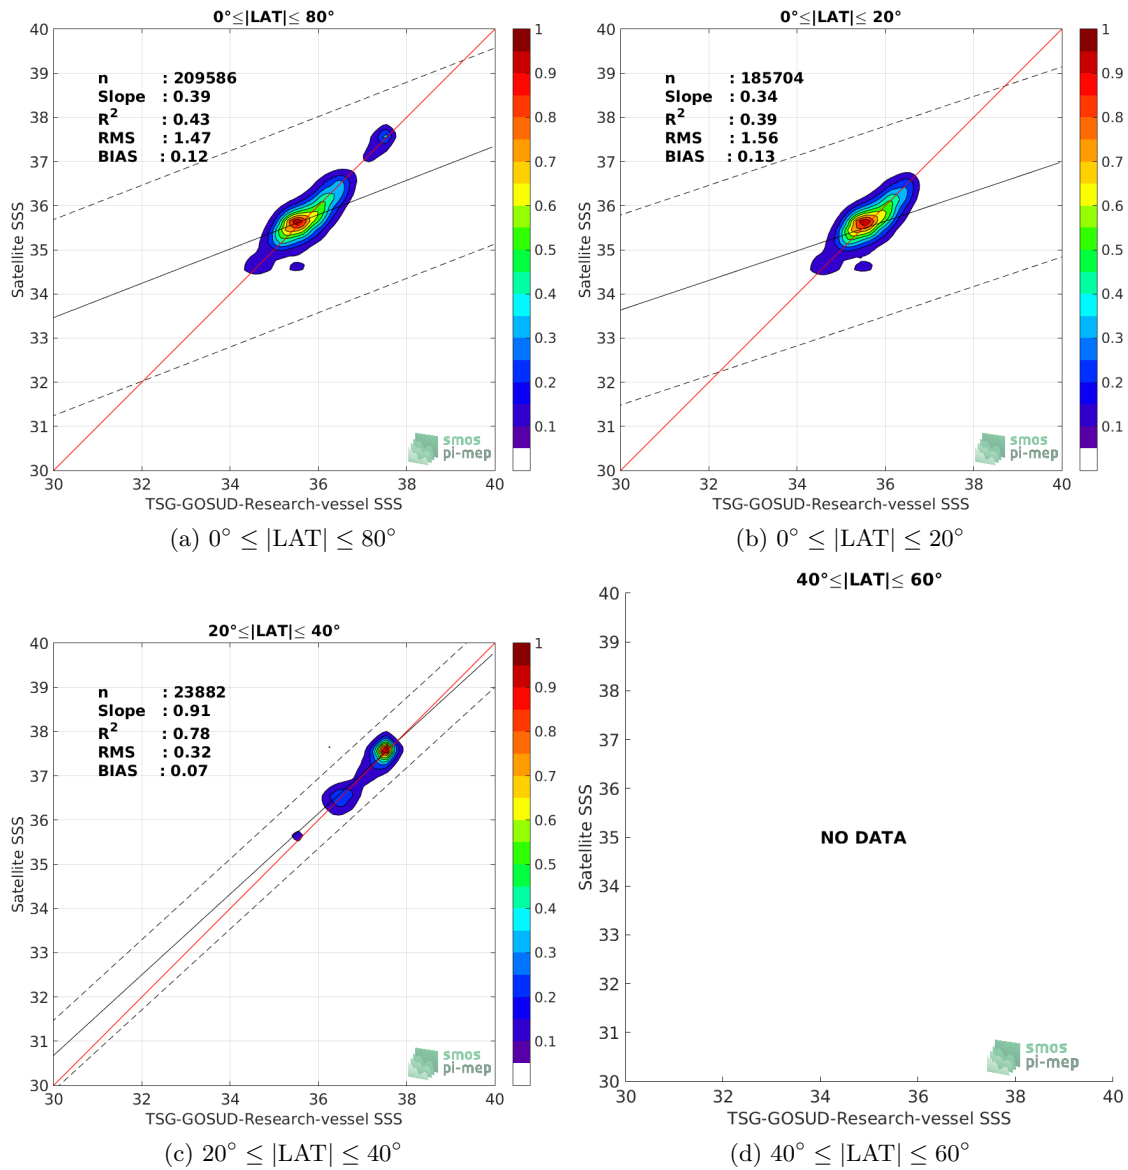 0°≤|LAT|≤ 80°
40
39
38
37
36
35
34
33
32
31
30
Satellite SSS
n : 209586
Slope : 0.39
R² : 0.43
RMS : 1.47
BIAS : 0.12
30 32 34 36 38 40
TSG-GOSUD-Research-vessel SSS
1
0.9
0.8
0.7
0.6
0.5
0.4
0.3
0.2
0.1
smos
pi-mep
(a) 0° ≤ |LAT| ≤ 80°
0°≤|LAT|≤ 20°
40
39
38
37
36
35
34
33
32
31
30
Satellite SSS
n : 185704
Slope : 0.34
R² : 0.39
RMS : 1.56
BIAS : 0.13
30 32 34 36 38 40
TSG-GOSUD-Research-vessel SSS
1
0.9
0.8
0.7
0.6
0.5
0.4
0.3
0.2
0.1
smos
pi-mep
(b) 0° ≤ |LAT| ≤ 20°
20°≤|LAT|≤ 40°
40
39
38
37
36
35
34
33
32
31
30
Satellite SSS
n : 23882
Slope : 0.91
R² : 0.78
RMS : 0.32
BIAS : 0.07
30 32 34 36 38 40
TSG-GOSUD-Research-vessel SSS
1
0.9
0.8
0.7
0.6
0.5
0.4
0.3
0.2
0.1
smos
pi-mep
(c) 20° ≤ |LAT| ≤ 40°
40°≤|LAT|≤ 60°
40
39
38
37
36
35
34
33
32
31
30
Satellite SSS
NO DATA
30 32 34 36 38 40
TSG-GOSUD-Research-vessel SSS
smos
pi-mep
(d) 40° ≤ |LAT| ≤ 60°